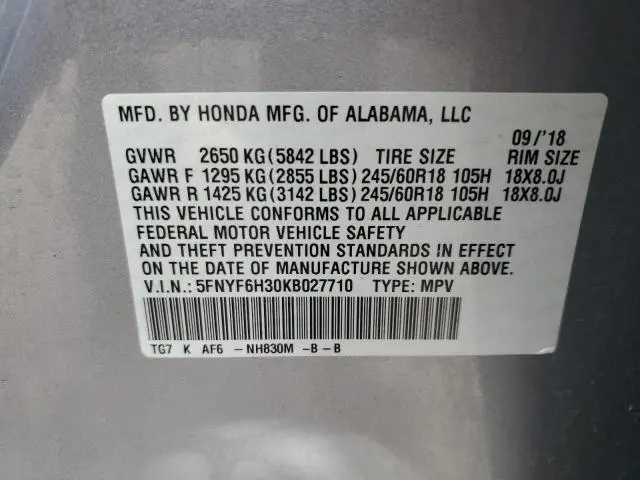 MFD. BY HONDA MFG. OF ALABAMA, LLC
09/'18
GVWR 2650 KG(5842 LBS) TIRE SIZE RIM SIZE
GAWR F 1295 KG(2855 LBS)245/60R18 105H 18X8.0J
GAWR R 1425 KG(3142 LBS)245/60R18 105H 18X8.0J
THIS VEHICLE CONFORMS TO ALL APPLICABLE
FEDERAL MOTOR VEHICLE SAFETY
AND THEFT PREVENTION STANDARDS IN EFFECT
ON THE DATE OF MANUFACTURE SHOWN ABOVE.
V.I.N.: 5FNYF6H30KB027710 TYPE: MPV
TG7 K AF6 -NH830M -B-B